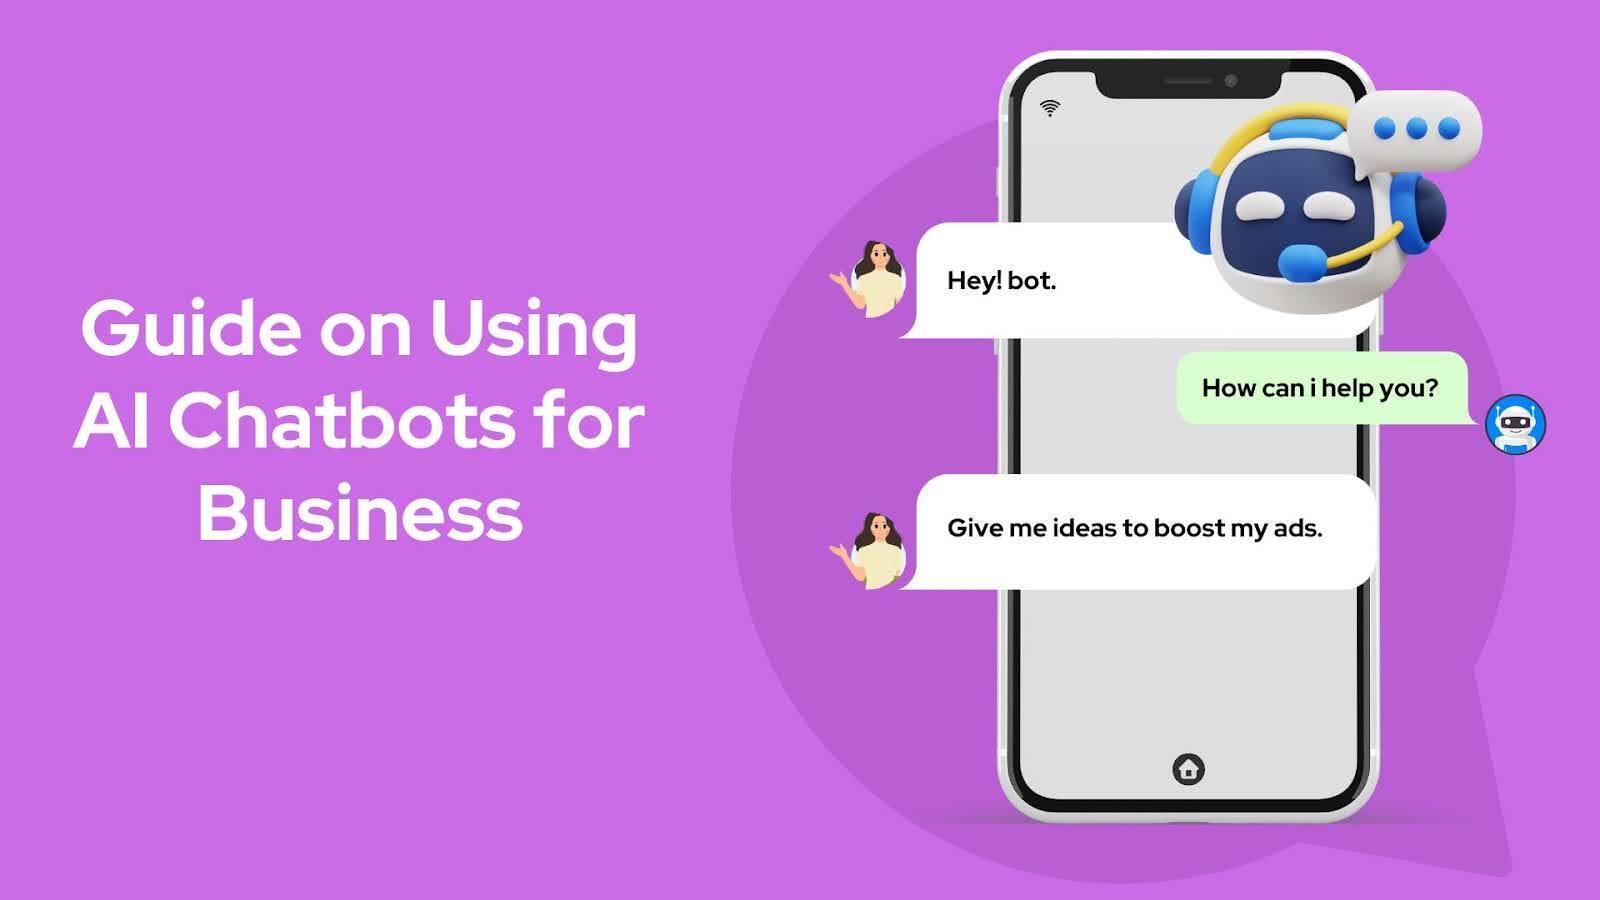 Guide on Using
AI Chatbots for
Business
Hey! bot.
How can i help you?
Give me ideas to boost my ads.